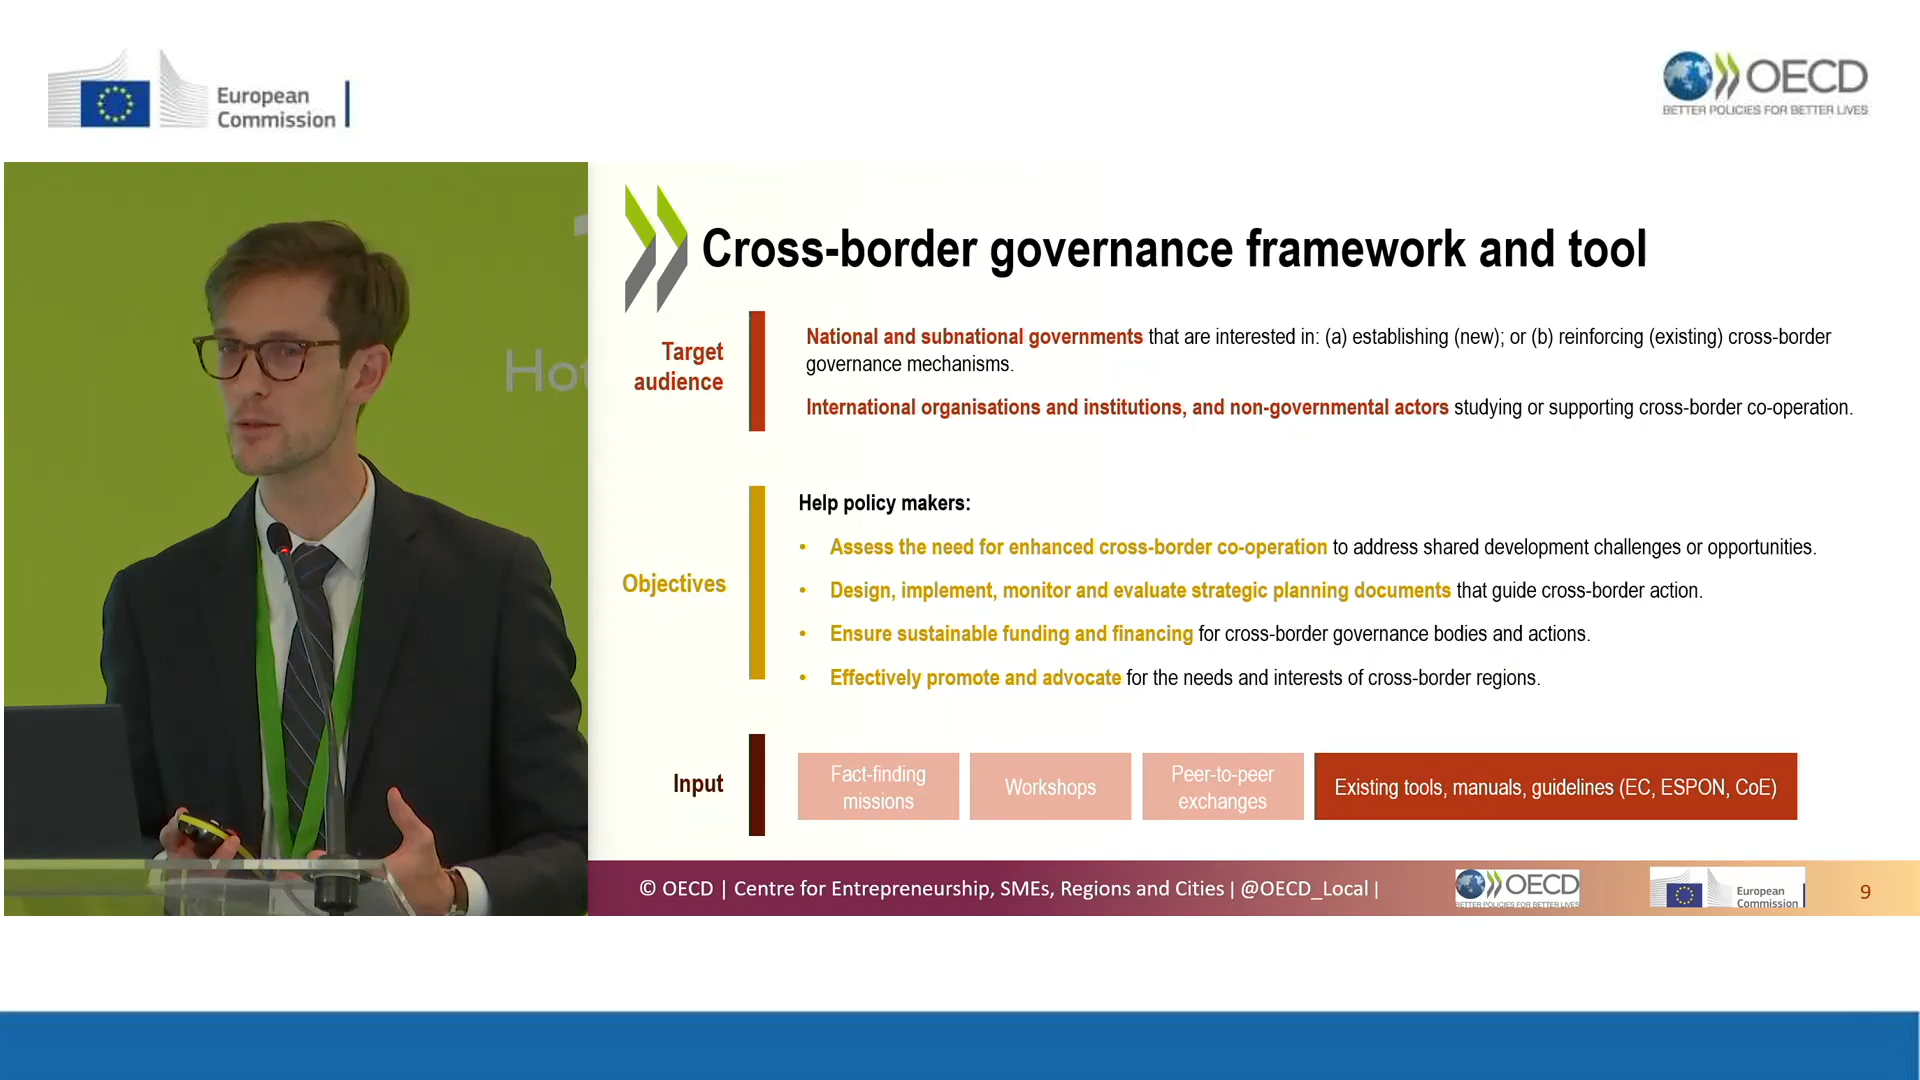 European
Commission
OECD
BETTER POLICIES FOR BETTER LIVES
Hot
Cross-border governance framework and tool
Target
audience
National and subnational governments that are interested in: (a) establishing (new); or (b) reinforcing (existing) cross-border
governance mechanisms.
International organisations and institutions, and non-governmental actors studying or supporting cross-border co-operation.
Objectives
Help policy makers:
• Assess the need for enhanced cross-border co-operation to address shared development challenges or opportunities.
• Design, implement, monitor and evaluate strategic planning documents that guide cross-border action.
• Ensure sustainable funding and financing for cross-border governance bodies and actions.
• Effectively promote and advocate for the needs and interests of cross-border regions.
Input
Fact-finding
missions
Workshops
Peer-to-peer
exchanges
Existing tools, manuals, guidelines (EC, ESPON, CoE)
© OECD | Centre for Entrepreneurship, SMEs, Regions and Cities | @OECD_Local |
OECD
BETTER POLICIES FOR BETTER LIVES
European
Commission
9